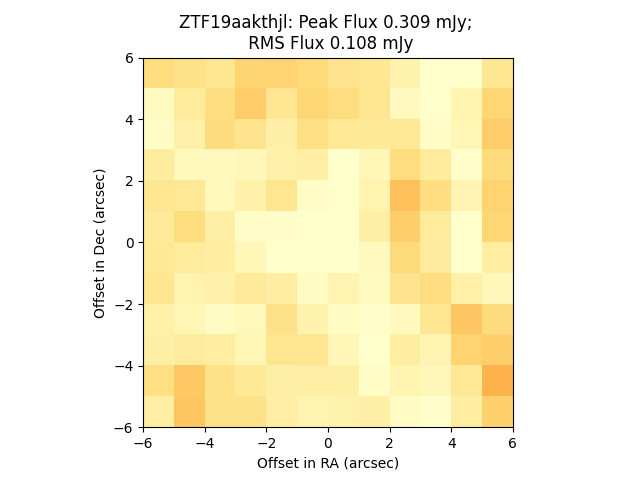 ZTF19aakthjl: Peak Flux 0.309 mJy;
RMS Flux 0.108 mJy
6
4
2
0
−2
−4
−6
Offset in Dec (arcsec)
−6 −4 −2 0 2 4 6
Offset in RA (arcsec)